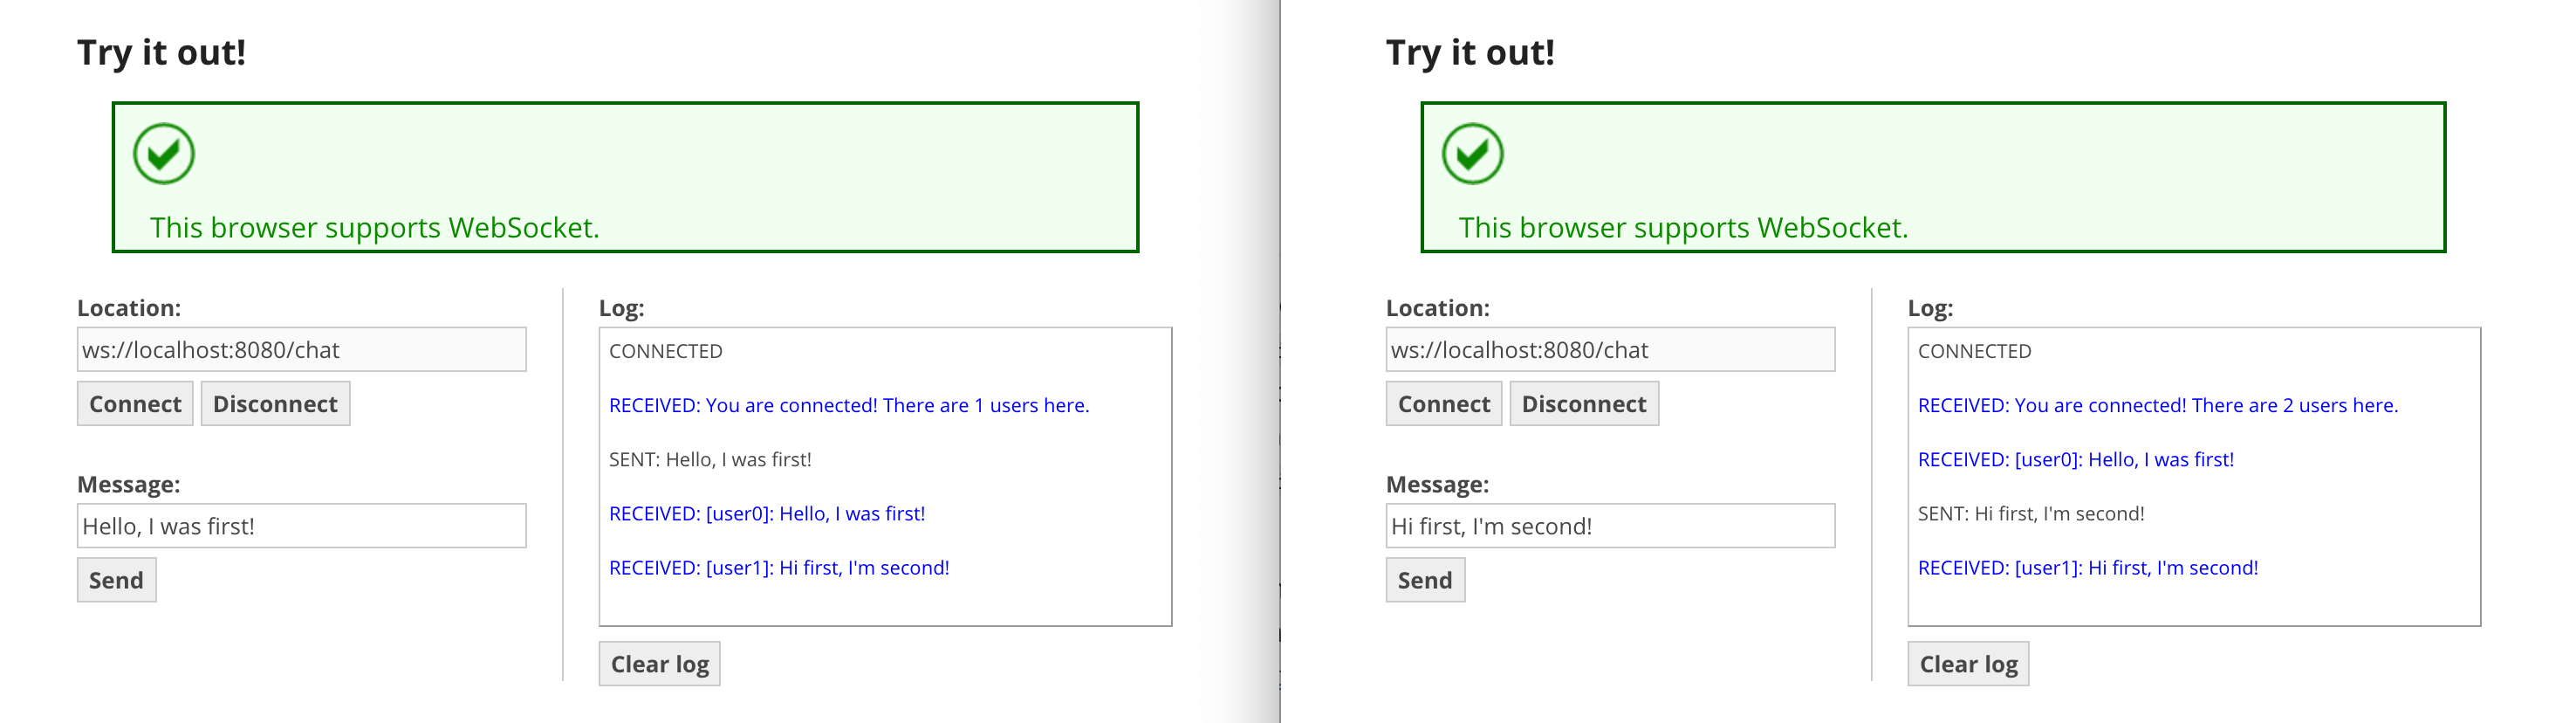 Try it out!
This browser supports WebSocket.
Location:
ws://localhost:8080/chat
Connect Disconnect
Message:
Hello, I was first!
Send
Log:
CONNECTED
RECEIVED: You are connected! There are 1 users here.
SENT: Hello, I was first!
RECEIVED: [user0]: Hello, I was first!
RECEIVED: [user1]: Hi first, I'm second!
Clear log
Try it out!
This browser supports WebSocket.
Location:
ws://localhost:8080/chat
Connect Disconnect
Message:
Hi first, I'm second!
Send
Log:
CONNECTED
RECEIVED: You are connected! There are 2 users here.
RECEIVED: [user0]: Hello, I was first!
SENT: Hi first, I'm second!
RECEIVED: [user1]: Hi first, I'm second!
Clear log